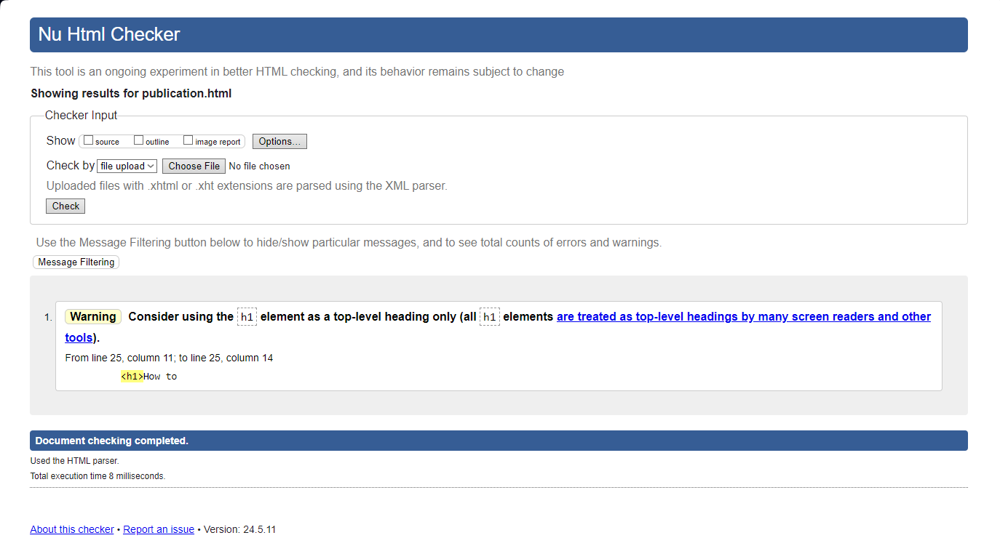 Nu Html Checker
This tool is an ongoing experiment in better HTML checking, and its behavior remains subject to change
Showing results for publication.html
Checker Input
Show source outline image report Options...
Check by file upload Choose File No file chosen
Uploaded files with .xhtml or .xht extensions are parsed using the XML parser.
Check
Use the Message Filtering button below to hide/show particular messages, and to see total counts of errors and warnings.
Message Filtering
1. Warning Consider using the h1 element as a top-level heading only (all h1 elements are treated as top-level headings by many screen readers and other
tools).
From line 25, column 11; to line 25, column 14
<h1>How to
Document checking completed.
Used the HTML parser.
Total execution time 8 milliseconds.
About this checker • Report an issue • Version: 24.5.11